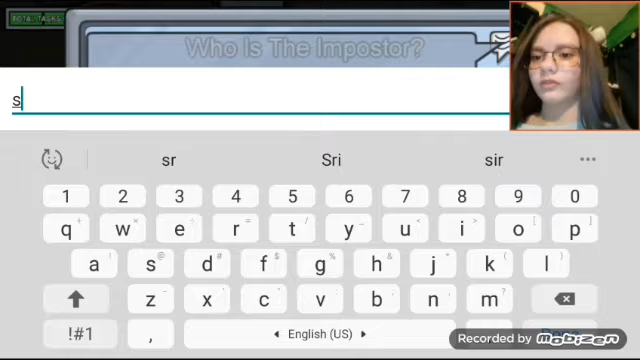 TOTAL TASKS
Who Is The Impostor?
s
sr Sri sir
1 2 3 4 5 6 7 8 9 0
q w e r t y u i o p
a s d f g h j k l
z x c v b n m
!#1 , English (US)
Recorded by mobizen